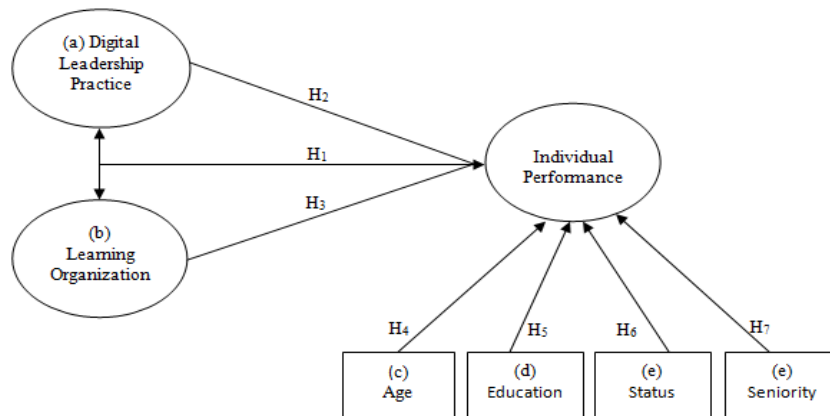 (a) Digital
Leadership
Practice
H2
H1
Individual
Performance
H3
(b)
Learning
Organization
H4
H5
H6
H7
(c)
Age
(d)
Education
(e)
Status
(e)
Seniority